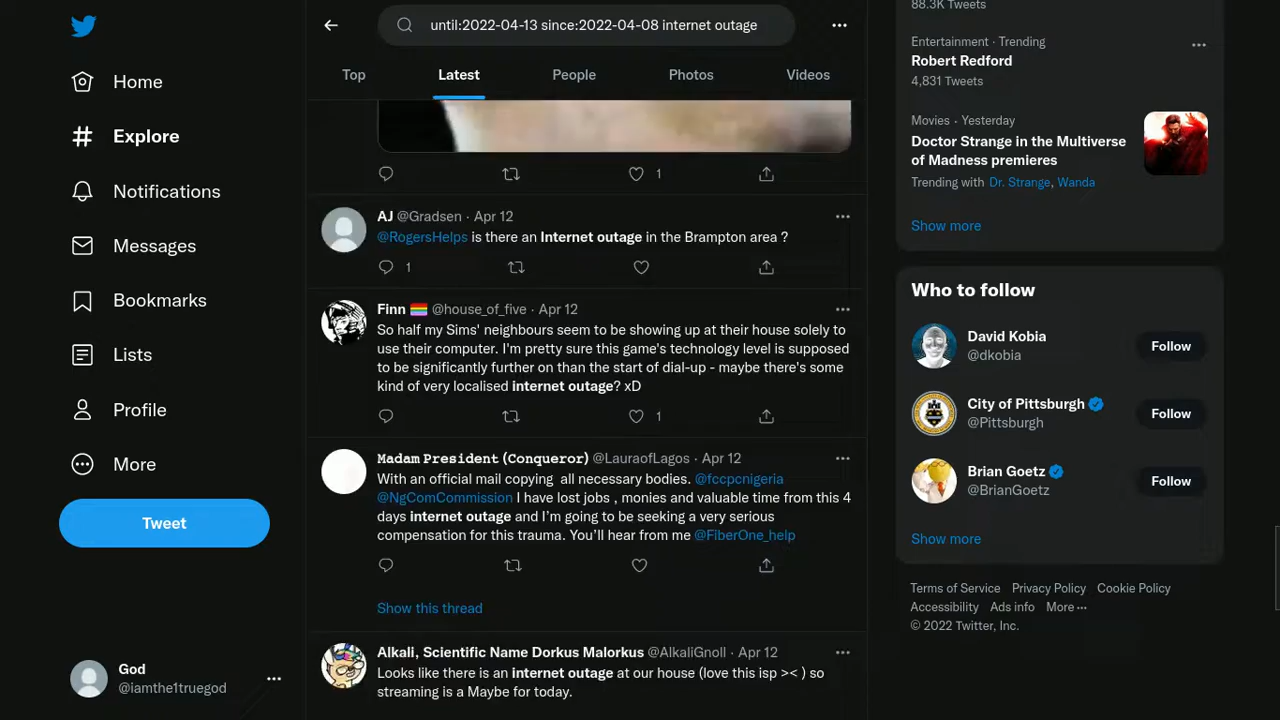 until:2022-04-13 since:2022-04-08 internet outage
Home
Explore
Notifications
Messages
Bookmarks
Lists
Profile
More
Tweet
God
@iamthe1truegod
Top
Latest
People
Photos
Videos
1
AJ @Gradsen · Apr 12
@RogersHelps is there an Internet outage in the Brampton area ?
1
Finn 🏳️‍🌈 @house_of_five · Apr 12
So half my Sims' neighbours seem to be showing up at their house solely to
use their computer. I'm pretty sure this game's technology level is supposed
to be significantly further on than the start of dial-up - maybe there's some
kind of very localised internet outage? xD
1
Madam President (Conqueror) @LauraofLagos · Apr 12
With an official mail copying all necessary bodies. @fccpcnigeria
@NgComCommission I have lost jobs , monies and valuable time from this 4
days internet outage and I'm going to be seeking a very serious
compensation for this trauma. You'll hear from me @FiberOne_help
Show this thread
Alkali, Scientific Name Dorkus Malorkus @AlkaliGnoll · Apr 12
Looks like there is an internet outage at our house (love this isp >< ) so
streaming is a Maybe for today.
88.3K Tweets
Entertainment · Trending
Robert Redford
4,831 Tweets
Movies · Yesterday
Doctor Strange in the Multiverse
of Madness premieres
Trending with Dr. Strange, Wanda
Show more
Who to follow
David Kobia
@dkobia
Follow
City of Pittsburgh
@Pittsburgh
Follow
Brian Goetz
@BrianGoetz
Follow
Show more
Terms of Service Privacy Policy Cookie Policy
Accessibility Ads info More ···
© 2022 Twitter, Inc.